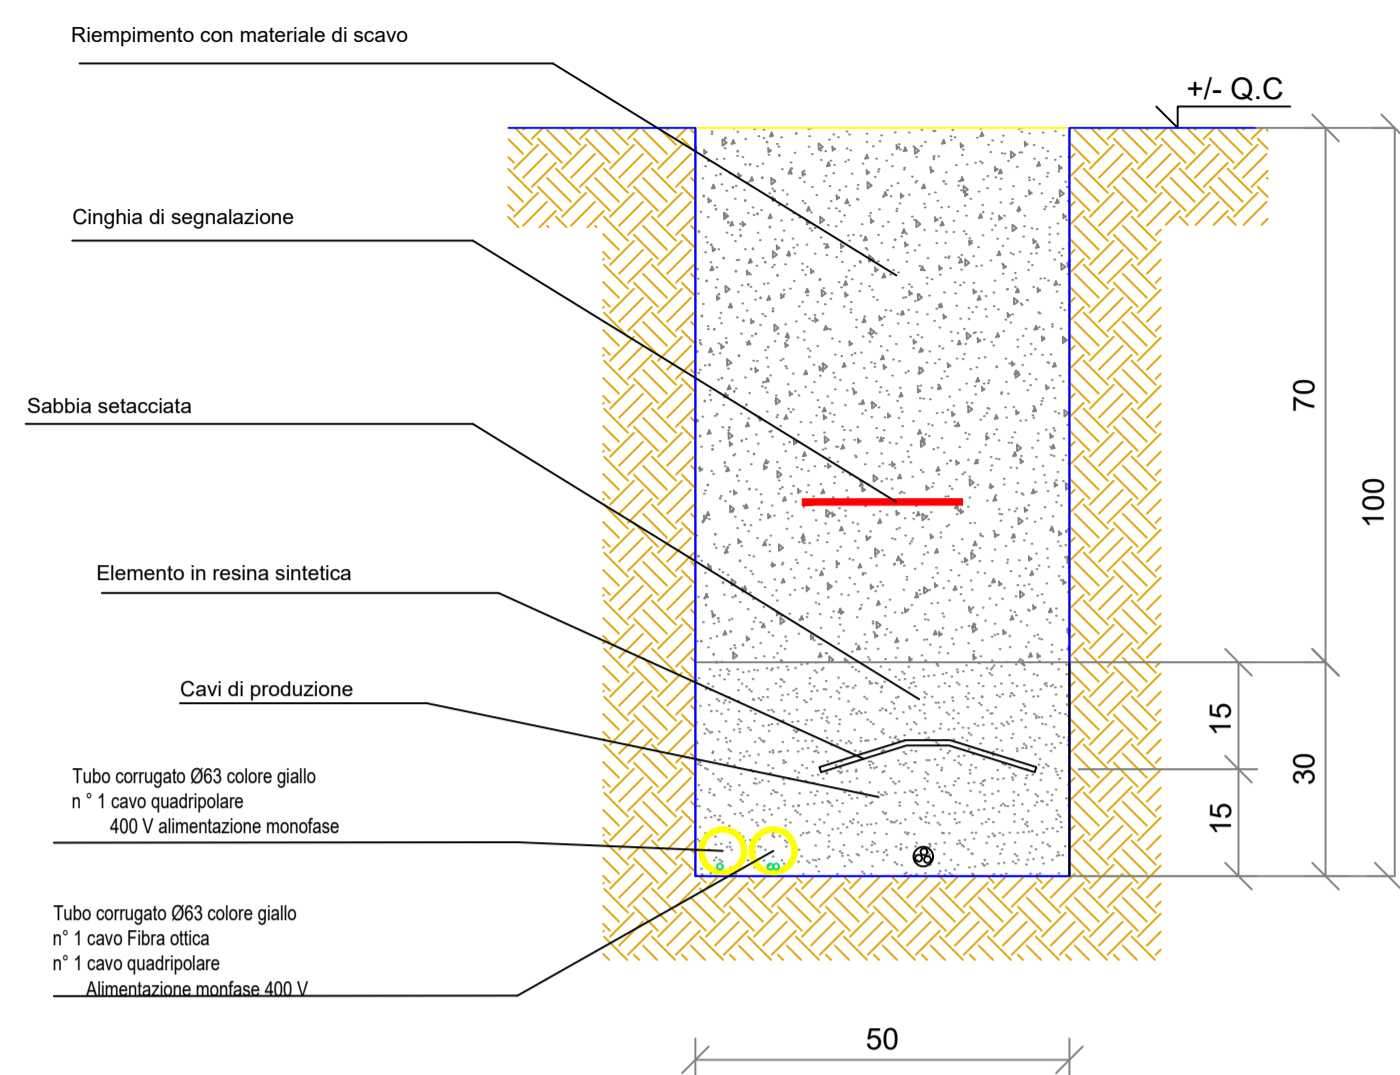 Riempimento con materiale di scavo
+/- Q.C
Cinghia di segnalazione
70
Sabbia setacciata
100
Elemento in resina sintetica
Cavi di produzione
15
30
Tubo corrugato Ø63 colore giallo
n ° 1 cavo quadripolare
400 V alimentazione monofase
15
Tubo corrugato Ø63 colore giallo
n° 1 cavo Fibra ottica
n° 1 cavo quadripolare
Alimentazione monfase 400 V
50